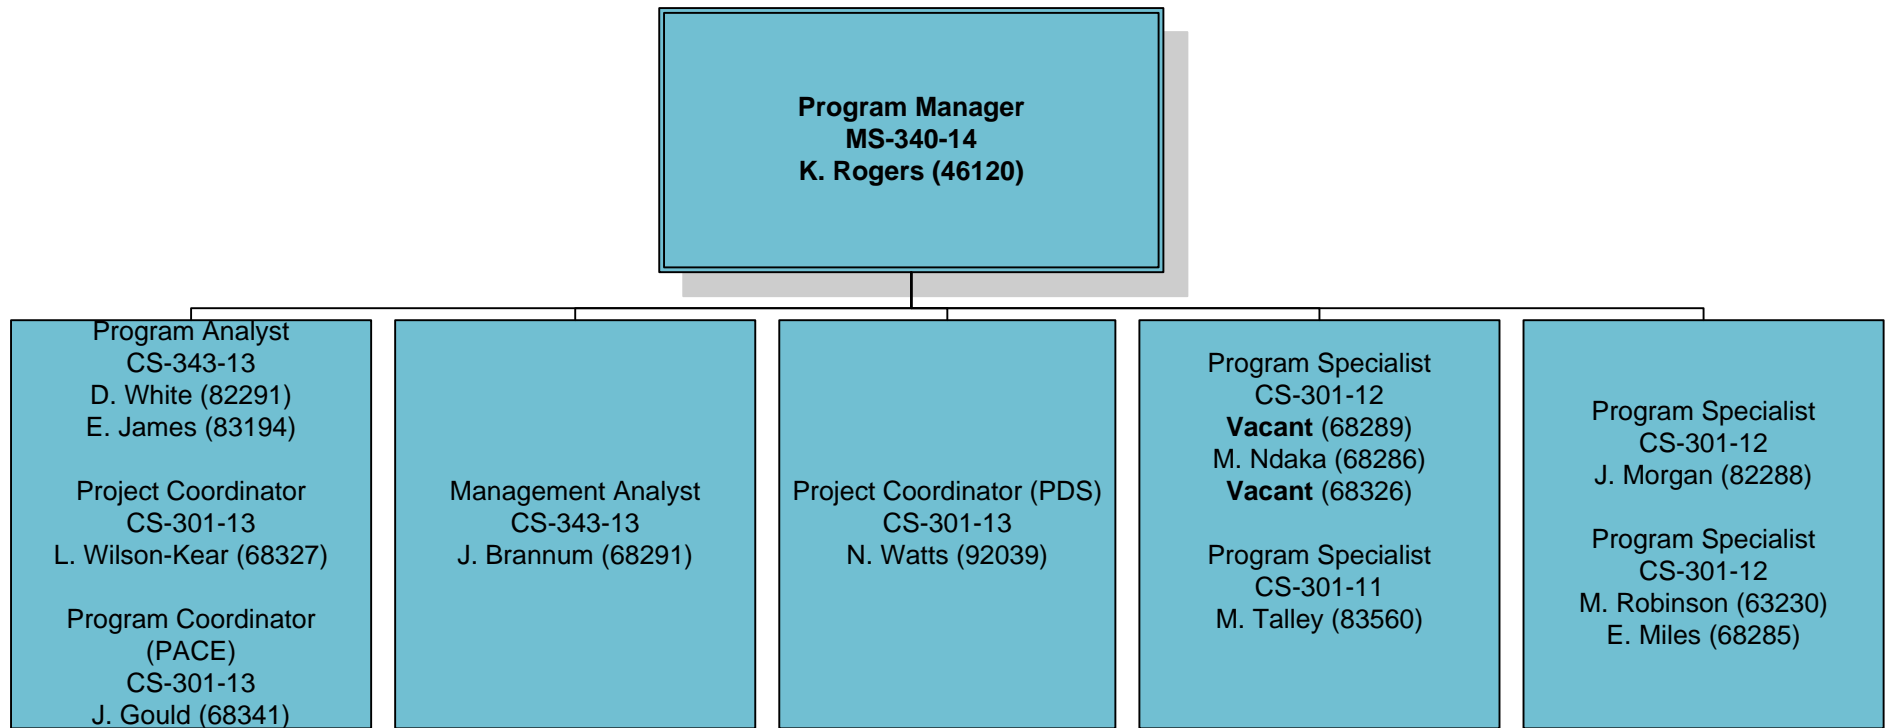 Program Manager
MS-340-14
K. Rogers (46120)
Program Analyst
CS-343-13
D. White (82291)
E. James (83194)
Project Coordinator
CS-301-13
L. Wilson-Kear (68327)
Program Coordinator
(PACE)
CS-301-13
J. Gould (68341)
Management Analyst
CS-343-13
J. Brannum (68291)
Project Coordinator (PDS)
CS-301-13
N. Watts (92039)
Program Specialist
CS-301-12
Vacant (68289)
M. Ndaka (68286)
Vacant (68326)
Program Specialist
CS-301-11
M. Talley (83560)
Program Specialist
CS-301-12
J. Morgan (82288)
Program Specialist
CS-301-12
M. Robinson (63230)
E. Miles (68285)